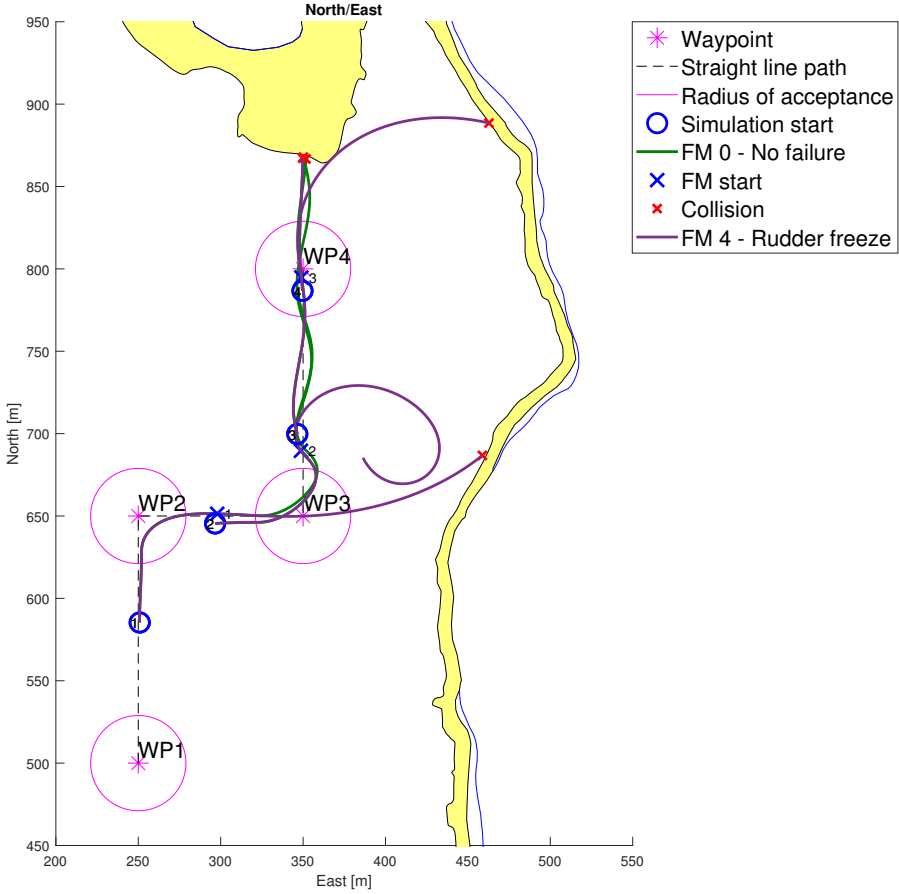 North/East
950
900
850
800
750
700
650
600
550
500
450
200
250
300
350
400
450
500
550
North [m]
East [m]
WP4
3
4
3
2
WP2
WP3
1
2
1
WP1
Waypoint
Straight line path
Radius of acceptance
Simulation start
FM 0 - No failure
FM start
Collision
FM 4 - Rudder freeze